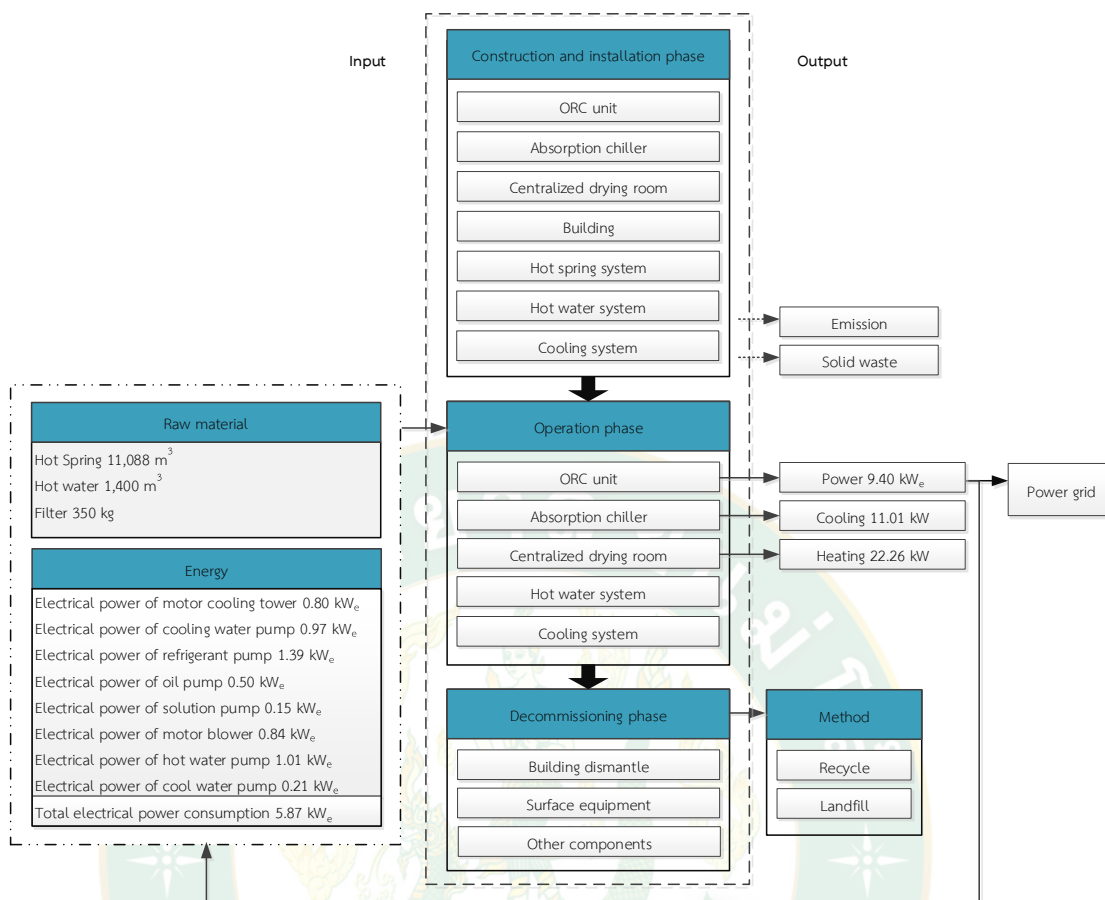 Input
Output
Construction and installation phase
ORC unit
Absorption chiller
Centralized drying room
Building
Hot spring system
Hot water system
Cooling system
Emission
Solid waste
Raw material
Hot Spring 11,088 m³
Hot water 1,400 m³
Filter 350 kg
Energy
Electrical power of motor cooling tower 0.80 kWₑ
Electrical power of cooling water pump 0.97 kWₑ
Electrical power of refrigerant pump 1.39 kWₑ
Electrical power of oil pump 0.50 kWₑ
Electrical power of solution pump 0.15 kWₑ
Electrical power of motor blower 0.84 kWₑ
Electrical power of hot water pump 1.01 kWₑ
Electrical power of cool water pump 0.21 kWₑ
Total electrical power consumption 5.87 kWₑ
Operation phase
ORC unit
Absorption chiller
Centralized drying room
Hot water system
Cooling system
Power 9.40 kWₑ
Cooling 11.01 kW
Heating 22.26 kW
Power grid
Decommissioning phase
Building dismantle
Surface equipment
Other components
Method
Recycle
Landfill